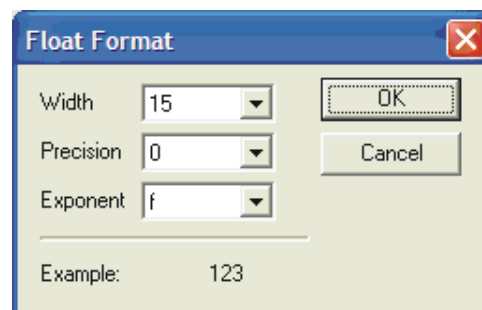 Float Format
Width 15 OK
Precision 0 Cancel
Exponent f
Example: 123